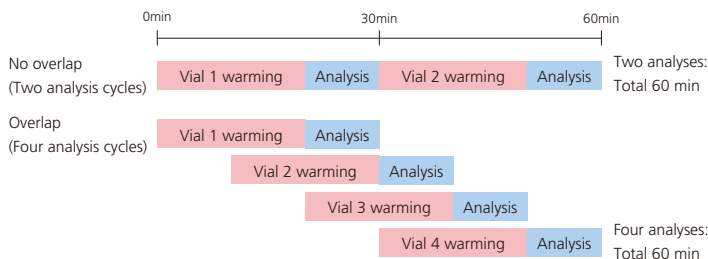 0min 30min 60min
No overlap
(Two analysis cycles)
Vial 1 warming Analysis Vial 2 warming Analysis
Two analyses:
Total 60 min
Overlap
(Four analysis cycles)
Vial 1 warming Analysis
Vial 2 warming Analysis
Vial 3 warming Analysis
Vial 4 warming Analysis
Four analyses:
Total 60 min